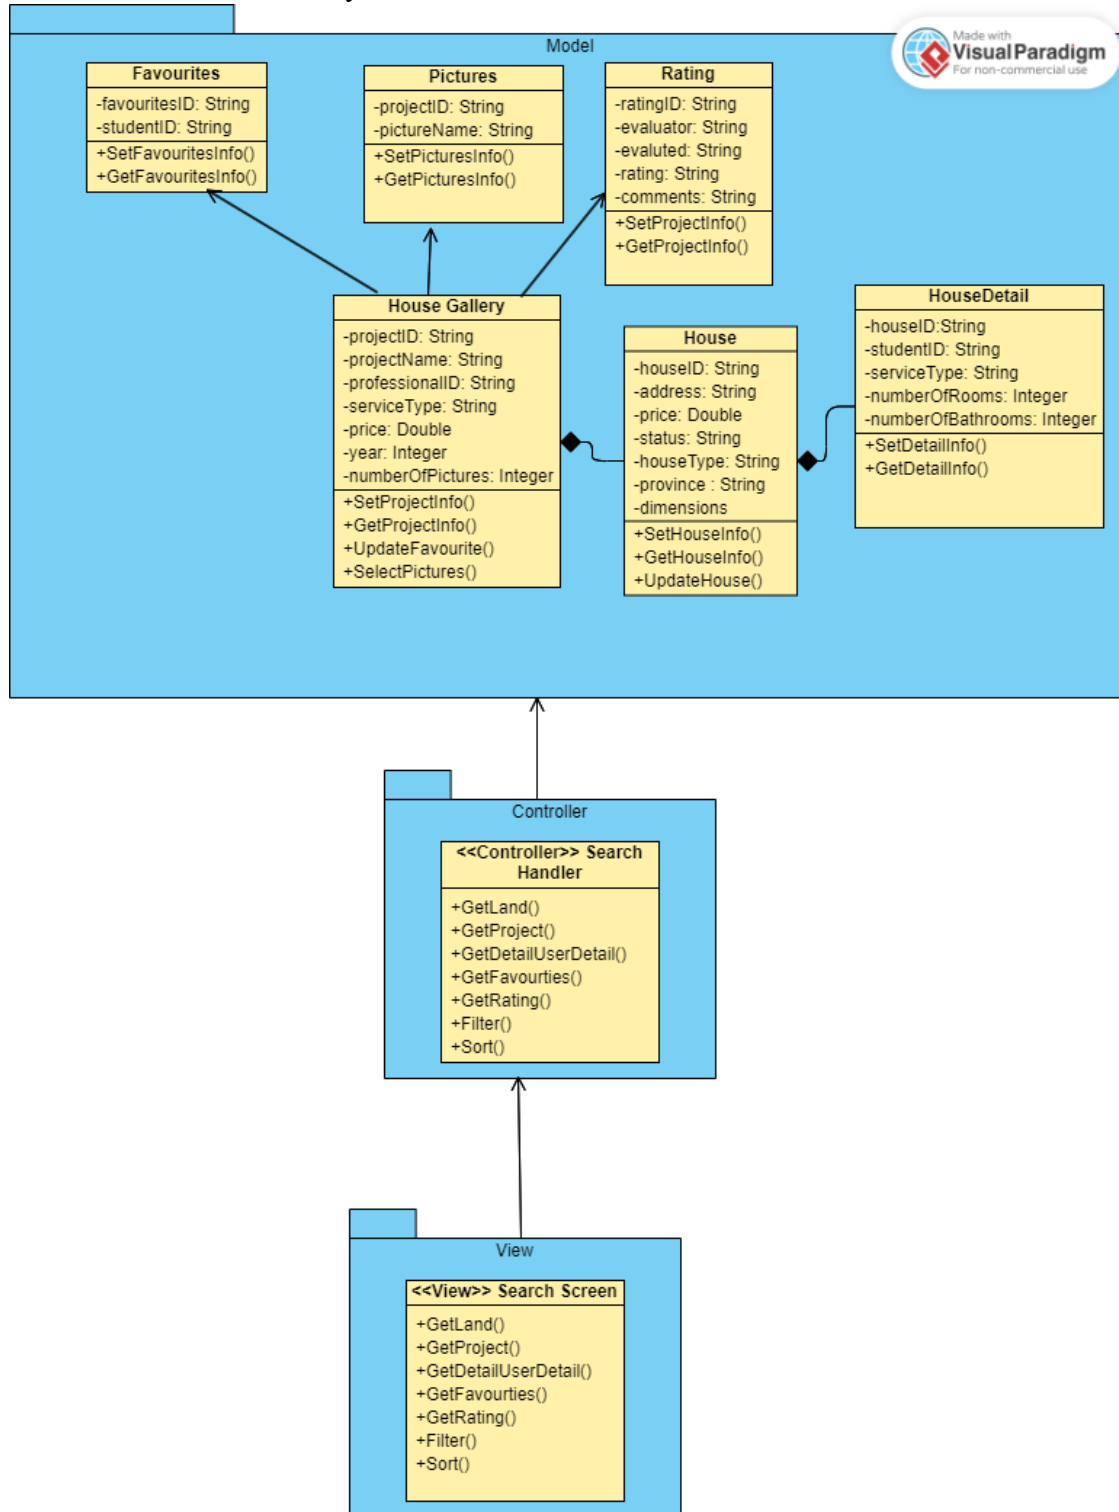 Model
Made with
Visual Paradigm
For non-commercial use
Favourites
-favouritesID: String
-studentID: String
+SetFavouritesInfo()
+GetFavouritesInfo()
Pictures
-projectID: String
-pictureName: String
+SetPicturesInfo()
+GetPicturesInfo()
Rating
-ratingID: String
-evaluator: String
-evaluted: String
-rating: String
-comments: String
+SetProjectInfo()
+GetProjectInfo()
House Gallery
-projectID: String
-projectName: String
-professionalID: String
-serviceType: String
-price: Double
-year: Integer
-numberOfPictures: Integer
+SetProjectInfo()
+GetProjectInfo()
+UpdateFavourite()
+SelectPictures()
House
-houseID: String
-address: String
-price: Double
-status: String
-houseType: String
-province : String
-dimensions
+SetHouseInfo()
+GetHouseInfo()
+UpdateHouse()
HouseDetail
-houseID:String
-studentID: String
-serviceType: String
-numberOfRooms: Integer
-numberOfBathrooms: Integer
+SetDetailInfo()
+GetDetailInfo()
Controller
<<Controller>> Search
Handler
+GetLand()
+GetProject()
+GetDetailUserDetail()
+GetFavourties()
+GetRating()
+Filter()
+Sort()
View
<<View>> Search Screen
+GetLand()
+GetProject()
+GetDetailUserDetail()
+GetFavourties()
+GetRating()
+Filter()
+Sort()